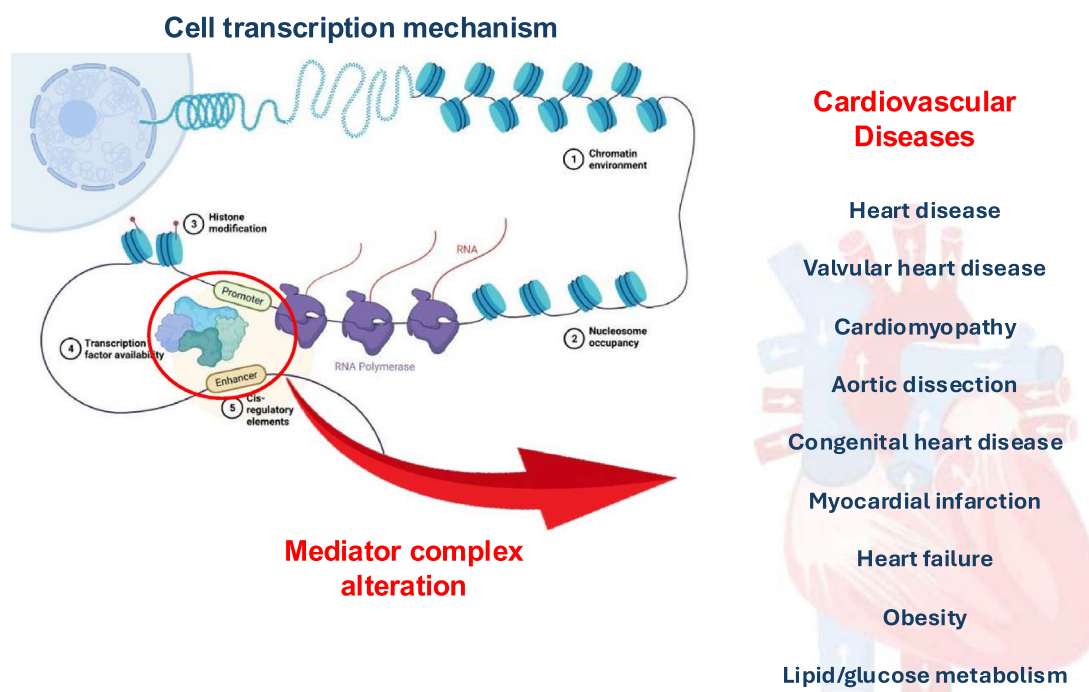 Cell transcription mechanism
1 Chromatin
environment
3 Histone
modification
RNA
Promoter
2 Nucleosome
occupancy
4 Transcription
factor availability
RNA Polymerase
Enhancer
5 Cis-
regulatory
elements
Mediator complex
alteration
Cardiovascular
Diseases
Heart disease
Valvular heart disease
Cardiomyopathy
Aortic dissection
Congenital heart disease
Myocardial infarction
Heart failure
Obesity
Lipid/glucose metabolism